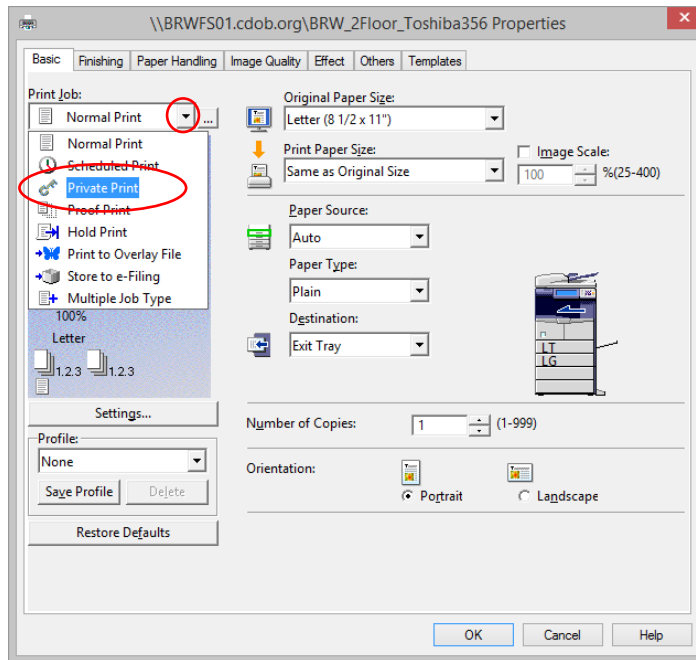 \\BRWFS01.cdob.org\BRW_2Floor_Toshiba356 Properties
Basic Finishing Paper Handling Image Quality Effect Others Templates
Print Job:
Normal Print
...
Normal Print
Scheduled Print
Private Print
Proof Print
Hold Print
Print to Overlay File
Store to e-Filing
Multiple Job Type
100%
Letter
1.2.3 1.2.3
Settings...
Profile:
None
Save Profile Delete
Restore Defaults
Original Paper Size:
Letter (8 1/2 x 11")
Print Paper Size:
Same as Original Size
Image Scale:
100 %(25-400)
Paper Source:
Auto
Paper Type:
Plain
Destination:
Exit Tray
LT
LG
Number of Copies: 1 (1-999)
Orientation:
Portrait Landscape
OK Cancel Help